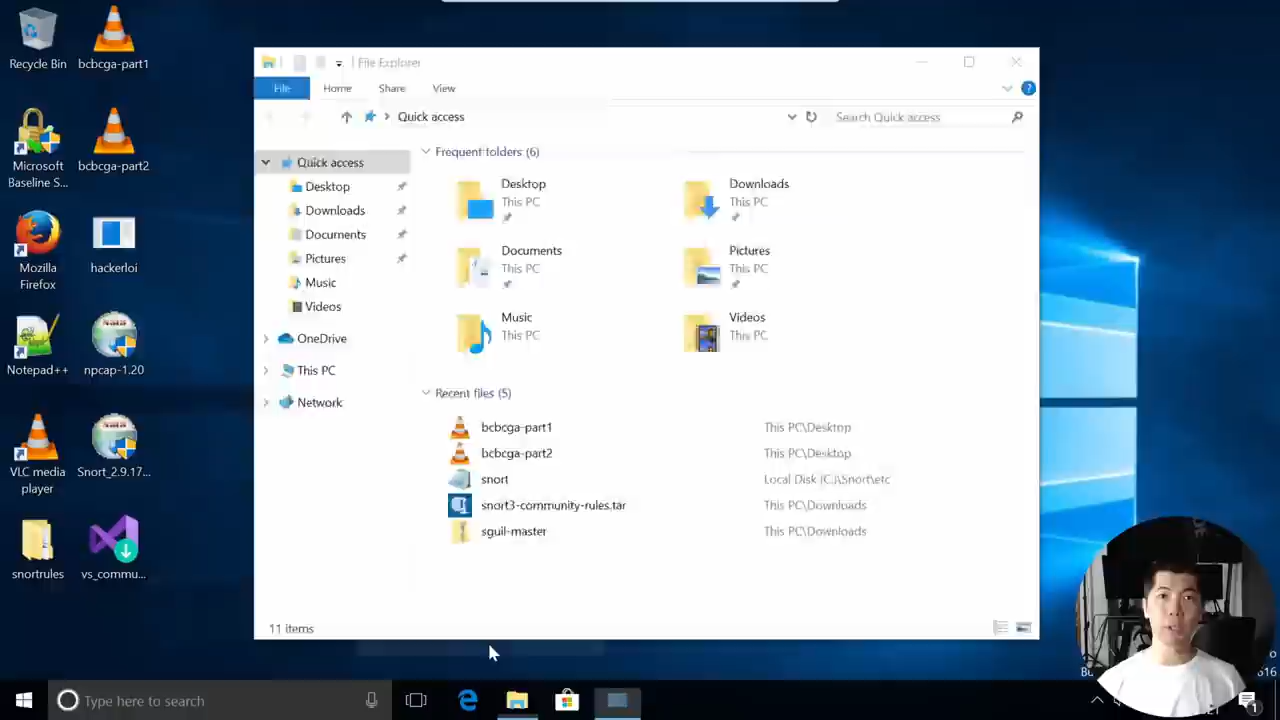 Recycle Bin
bcbcga-part1
Microsoft
Baseline S...
bcbcga-part2
Mozilla
Firefox
hackerloi
Notepad++
npcap-1.20
VLC media
player
Snort_2.9.17...
snortrules
vs_commu...
File Explorer
File
Home
Share
View
Quick access
Search Quick access
Quick access
Desktop
Downloads
Documents
Pictures
Music
Videos
OneDrive
This PC
Network
Frequent folders (6)
Desktop
This PC
Downloads
This PC
Documents
This PC
Pictures
This PC
Music
This PC
Videos
This PC
Recent files (5)
bcbcga-part1
This PC\Desktop
bcbcga-part2
This PC\Desktop
snort
Local Disk (C:)\Snort\etc
snort3-community-rules.tar
This PC\Downloads
sguil-master
This PC\Downloads
11 items
Type here to search